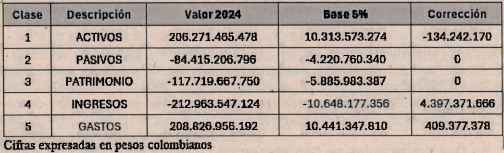 Clase Descripción Valor 2024 Base 5% Corrección
1 ACTIVOS 206.271.465.478 10.313.573.274 -134.242.170
2 PASIVOS -84.415.206.796 -4.220.760.340 0
3 PATRIMONIO -117.719.667.750 -5.885.983.387 0
4 INGRESOS -212.963.547.124 -10.648.177.356 4.397.371.666
5 GASTOS 208.826.956.192 10.441.347.810 409.377.378
Cifras expresadas en pesos colombianos